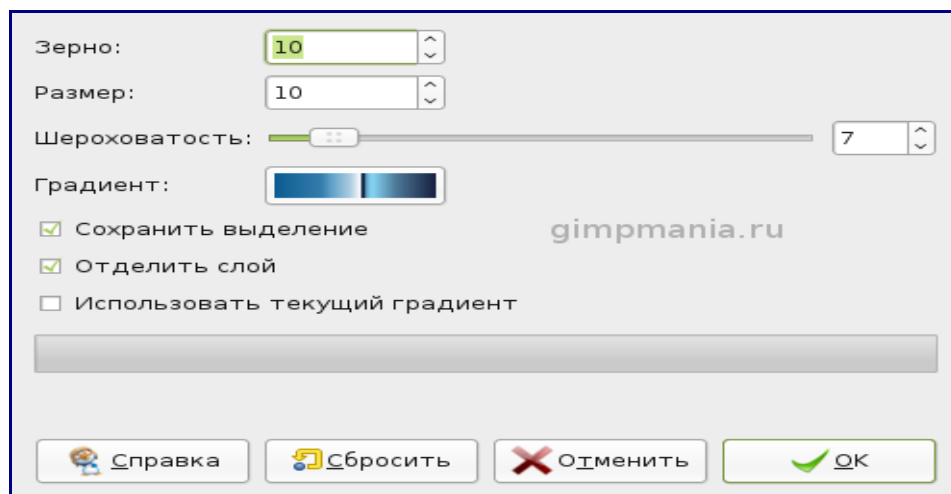 Зерно: 10
Размер: 10
Шероховатость: 7
Градиент:
Сохранить выделение
gimpmania.ru
Отделить слой
Использовать текущий градиент
Справка Сбросить Отменить OK